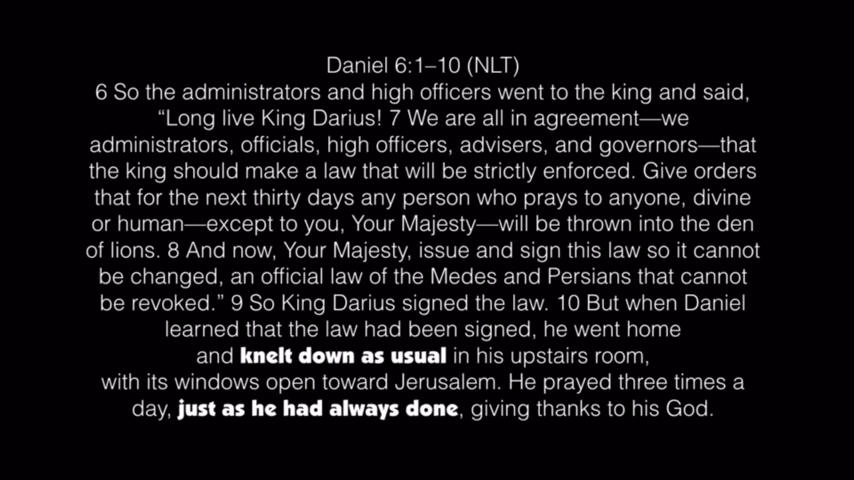 Daniel 6:1–10 (NLT)
6 So the administrators and high officers went to the king and said,
“Long live King Darius! 7 We are all in agreement—we
administrators, officials, high officers, advisers, and governors—that
the king should make a law that will be strictly enforced. Give orders
that for the next thirty days any person who prays to anyone, divine
or human—except to you, Your Majesty—will be thrown into the den
of lions. 8 And now, Your Majesty, issue and sign this law so it cannot
be changed, an official law of the Medes and Persians that cannot
be revoked.” 9 So King Darius signed the law. 10 But when Daniel
learned that the law had been signed, he went home
and knelt down as usual in his upstairs room,
with its windows open toward Jerusalem. He prayed three times a
day, just as he had always done, giving thanks to his God.